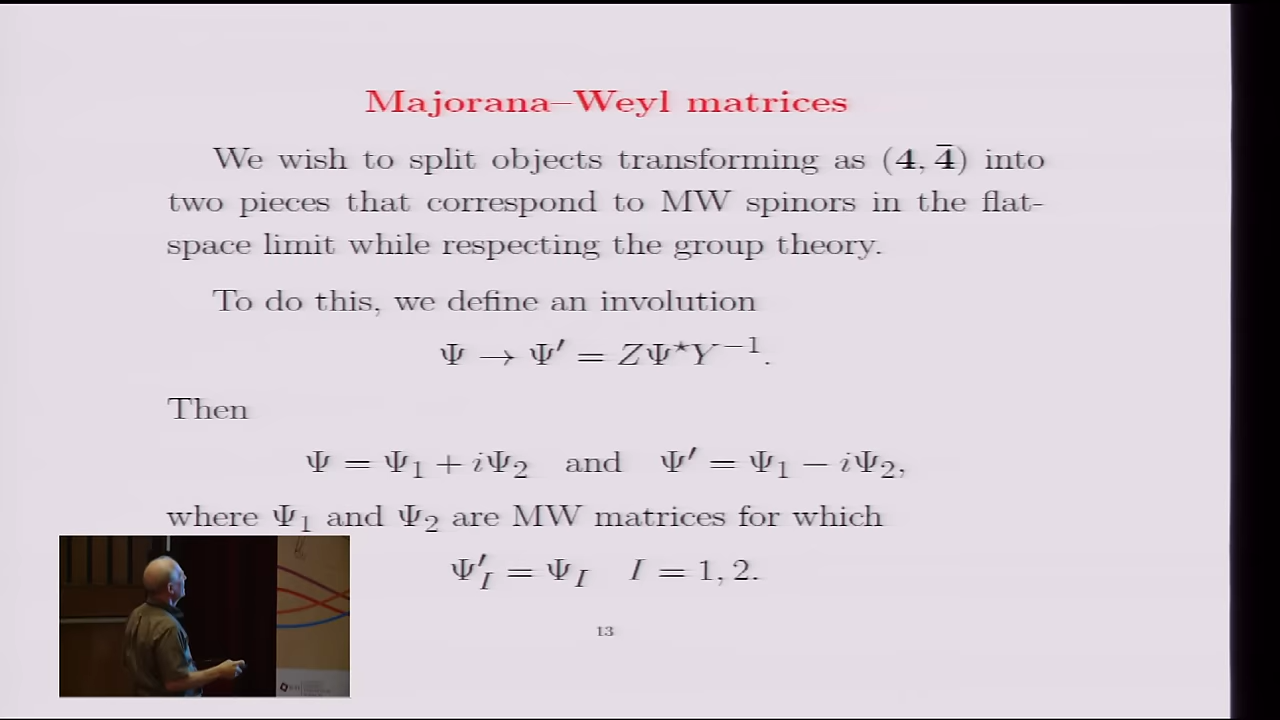 Majorana–Weyl matrices
We wish to split objects transforming as (4, 4̄) into
two pieces that correspond to MW spinors in the flat-
space limit while respecting the group theory.
To do this, we define an involution
Ψ → Ψ′ = ZΨ⋆Y⁻¹.
Then
Ψ = Ψ₁ + iΨ₂ and Ψ′ = Ψ₁ − iΨ₂,
where Ψ₁ and Ψ₂ are MW matrices for which
Ψ′_I = Ψ_I I = 1, 2.
13